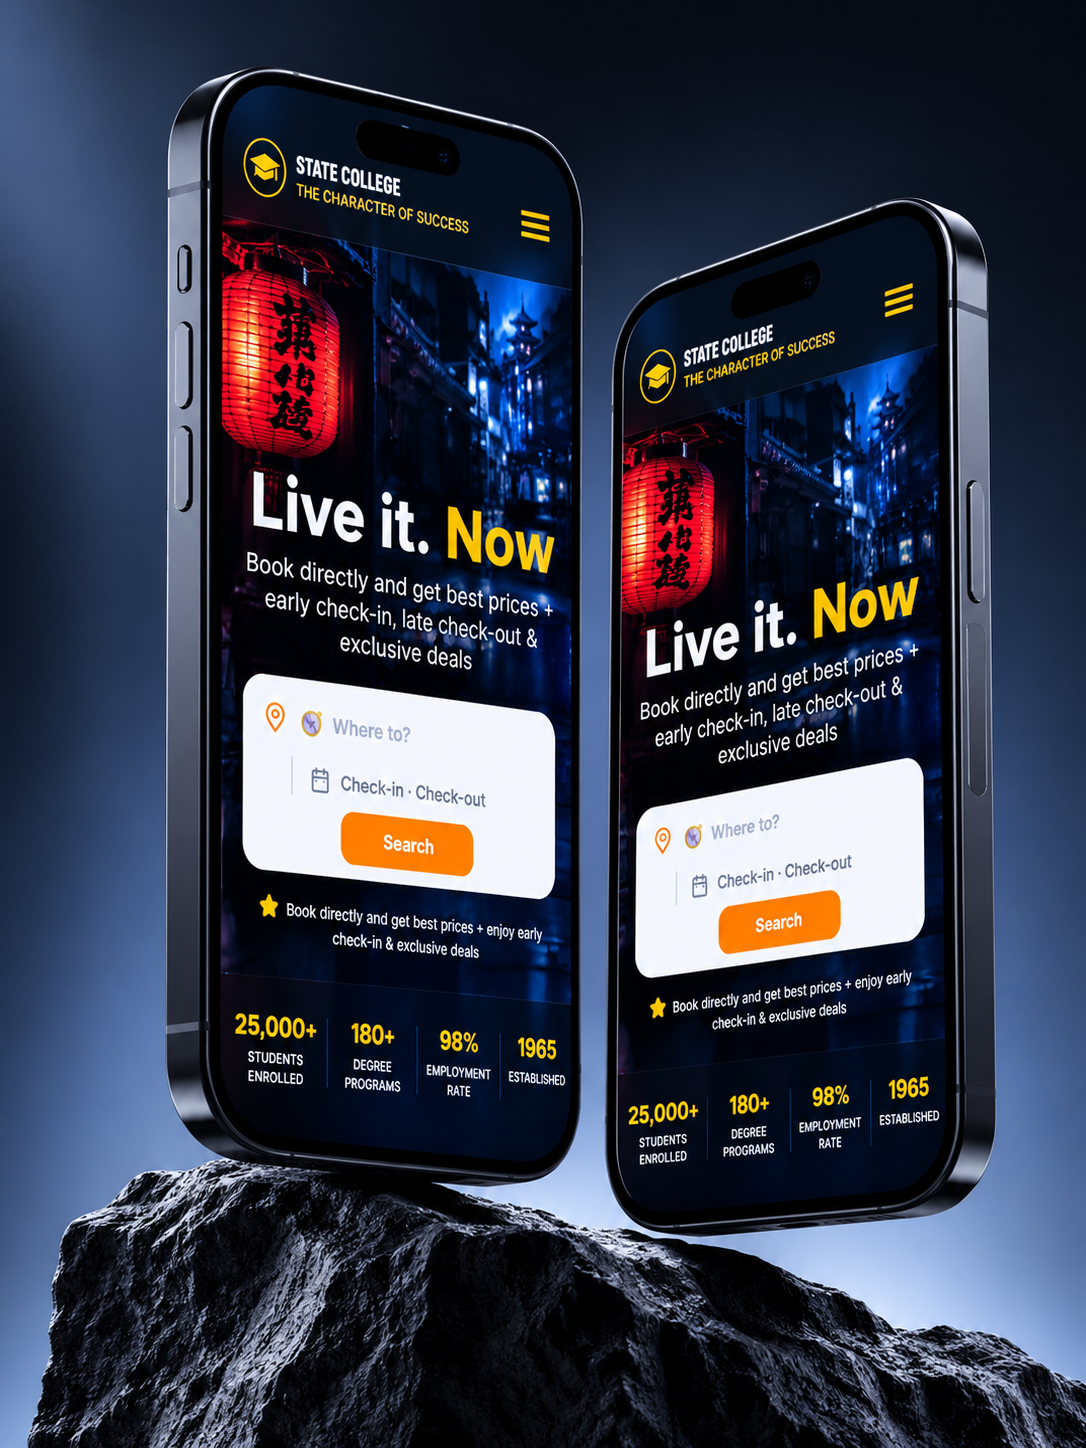 STATE COLLEGE
THE CHARACTER OF SUCCESS
Live it. Now
Book directly and get best prices +
early check-in, late check-out &
exclusive deals
Where to?
Check-in · Check-out
Search
Book directly and get best prices + enjoy early
check-in & exclusive deals
25,000+
STUDENTS
ENROLLED
180+
DEGREE
PROGRAMS
98%
EMPLOYMENT
RATE
1965
ESTABLISHED
STATE COLLEGE
THE CHARACTER OF SUCCESS
Live it. Now
Book directly and get best prices +
early check-in, late check-out &
exclusive deals
Where to?
Check-in · Check-out
Search
Book directly and get best prices + enjoy early
check-in & exclusive deals
25,000+
STUDENTS
ENROLLED
180+
DEGREE
PROGRAMS
98%
EMPLOYMENT
RATE
1965
ESTABLISHED